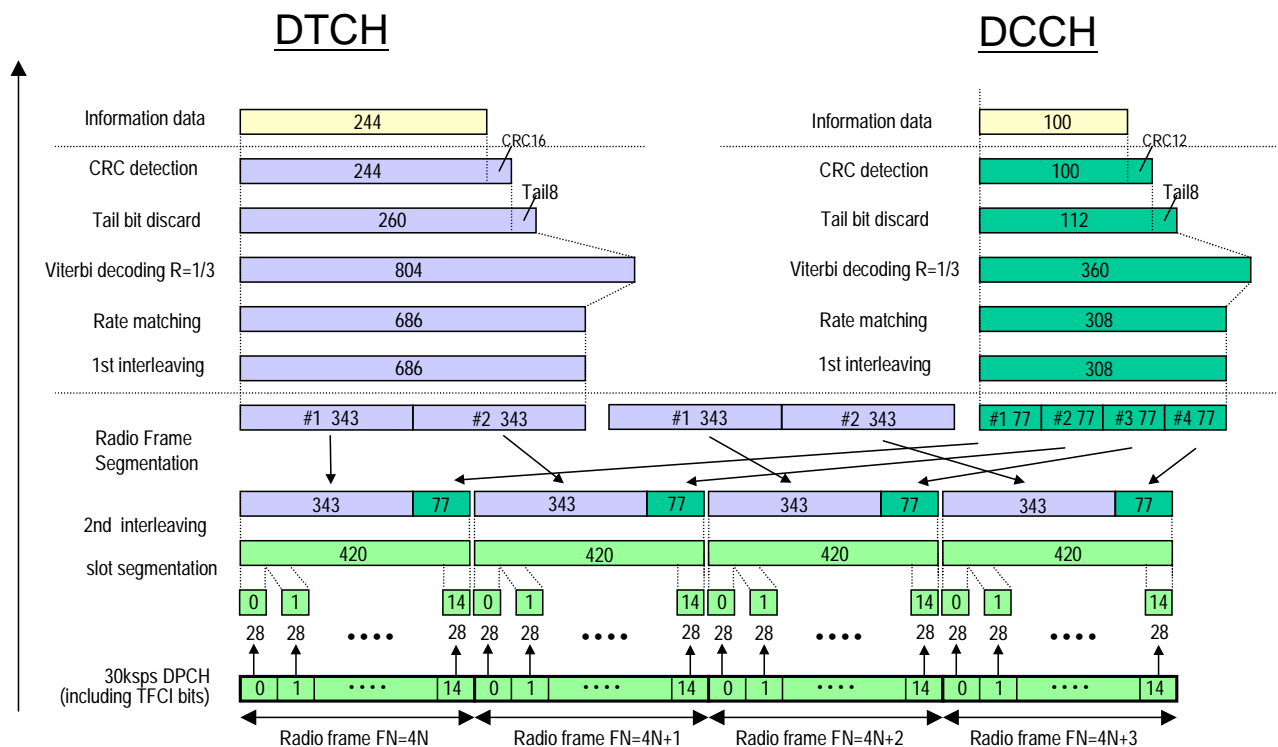 DTCH DCCH
Information data 244 Information data 100
CRC16 CRC12
CRC detection 244 CRC detection 100
Tail8 Tail8
Tail bit discard 260 Tail bit discard 112
Viterbi decoding R=1/3 804 Viterbi decoding R=1/3 360
Rate matching 686 Rate matching 308
1st interleaving 686 1st interleaving 308
#1 343 #2 343 #1 343 #2 343 #1 77 #2 77 #3 77 #4 77
Radio Frame
Segmentation
343 77 343 77 343 77 343 77
2nd interleaving
420 420 420 420
slot segmentation
0 1 14 0 1 14 0 1 14 0 1 14
28 28 •••• 28 28 28 •••• 28 28 28 •••• 28 28 28 •••• 28
30ksps DPCH
(including TFCI bits)
0 1 •••• 14 0 1 •••• 14 0 1 •••• 14 0 1 •••• 14
Radio frame FN=4N Radio frame FN=4N+1 Radio frame FN=4N+2 Radio frame FN=4N+3